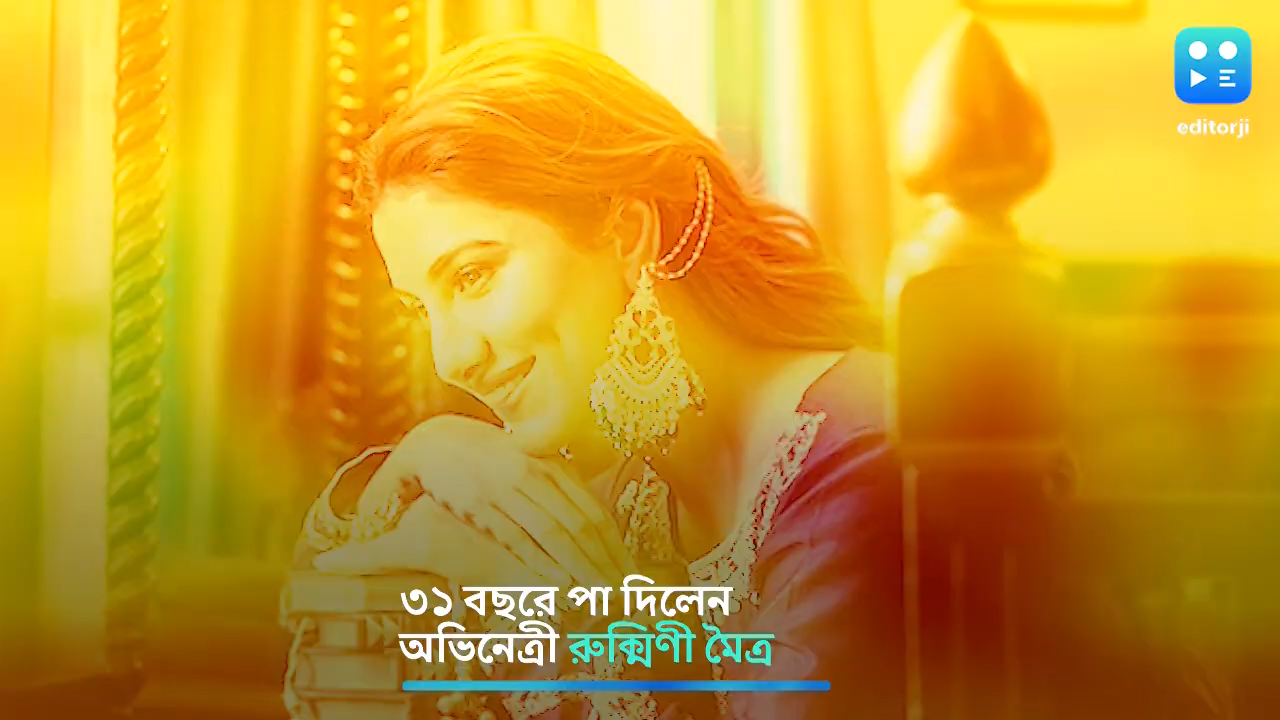 editorji
৩১ বছরে পা দিলেন
অভিনেত্রী রুক্মিণী মৈত্র